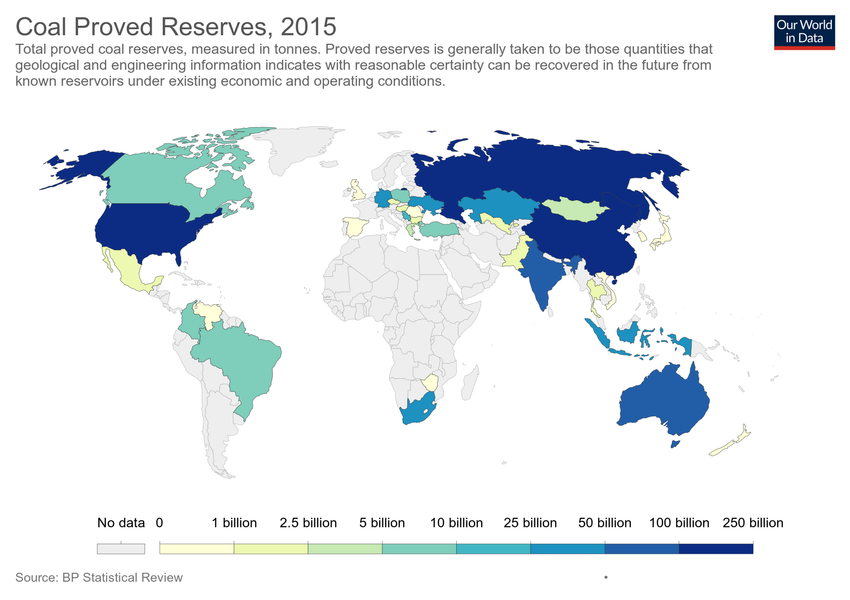 Coal Proved Reserves, 2015
Our World
in Data
Total proved coal reserves, measured in tonnes. Proved reserves is generally taken to be those quantities that
geological and engineering information indicates with reasonable certainty can be recovered in the future from
known reservoirs under existing economic and operating conditions.
No data 0 1 billion 2.5 billion 5 billion 10 billion 25 billion 50 billion 100 billion 250 billion
Source: BP Statistical Review •